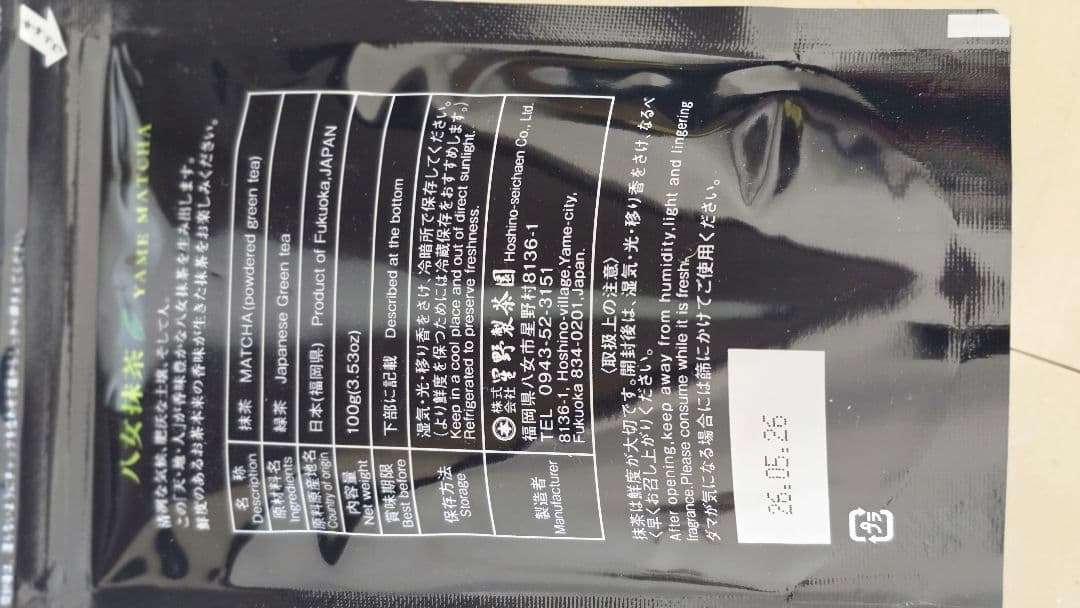 八女抹茶 YAME MATCHA
清冽な気候、肥沃な土壌、そして人。
この「天・地・人」が香味豊かな八女抹茶を生み出します。
鮮度のあるお茶本来の香味が生きた抹茶をお楽しみください。
名称 Description 抹茶 MATCHA(powdered green tea)
原材料名 Ingredients 緑茶 Japanese Green tea
原料原産地名 Country of origin 日本(福岡県) Product of Fukuoka,JAPAN
内容量 Net weight 100g(3.53oz)
賞味期限 Best before 下部に記載 Described at the bottom
保存方法 Storage
湿気・光・移り香をさけ、冷暗所で保存してください。
(より鮮度を保つためには冷蔵保存をおすすめします。)
Keep in a cool place and out of direct sunlight.
Refrigerated to preserve freshness.
製造者 Manufacturer
株式会社 星野製茶園 Hoshino-seichaen Co., Ltd.
福岡県八女市星野村8136-1
TEL 0943-52-3151
8136-1, Hoshino-village,Yame-city,
Fukuoka 834-0201.Japan.
〈取扱上の注意〉
抹茶は鮮度が大切です。開封後は、湿気・光・移り香をさけ、なるべ
く早くお召し上がりください。
After opening,keep away from humidity,light and lingering
fragrance.Please consume while it is fresh.
ダマが気になる場合には篩にかけてご使用ください。
26.05.26
プラ